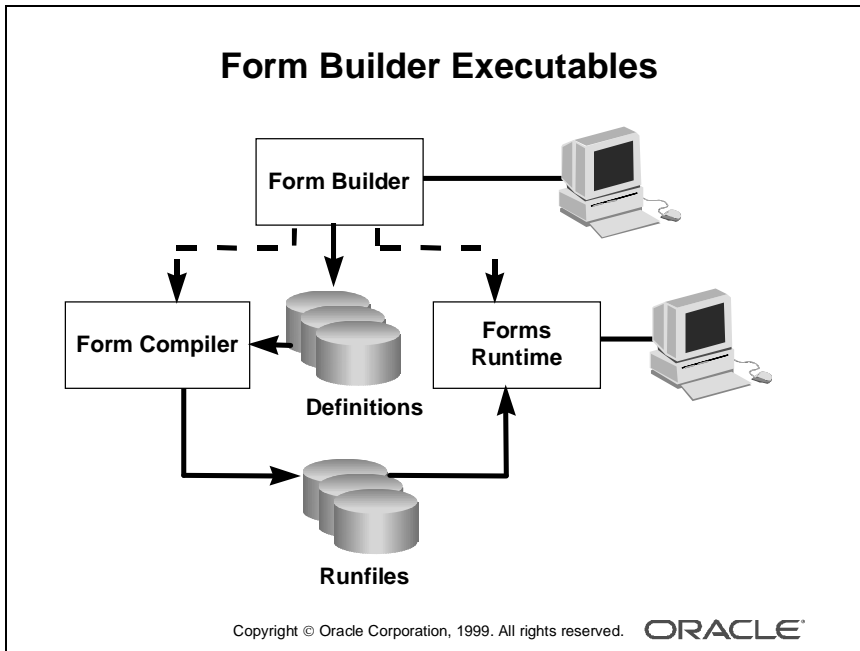 Form Builder Executables
Form Builder
Form Compiler
Forms
Runtime
Definitions
Runfiles
Copyright © Oracle Corporation, 1999. All rights reserved.
ORACLE®